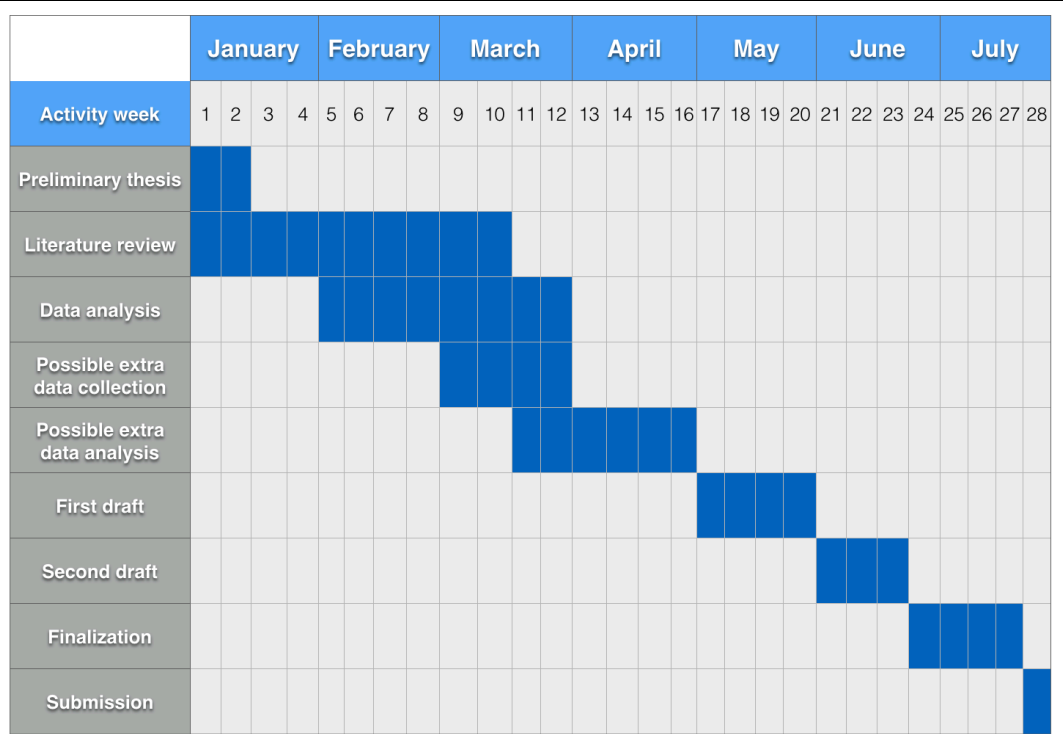 January February March April May June July
Activity week 1 2 3 4 5 6 7 8 9 10 11 12 13 14 15 16 17 18 19 20 21 22 23 24 25 26 27 28
Preliminary thesis
Literature review
Data analysis
Possible extra
data collection
Possible extra
data analysis
First draft
Second draft
Finalization
Submission